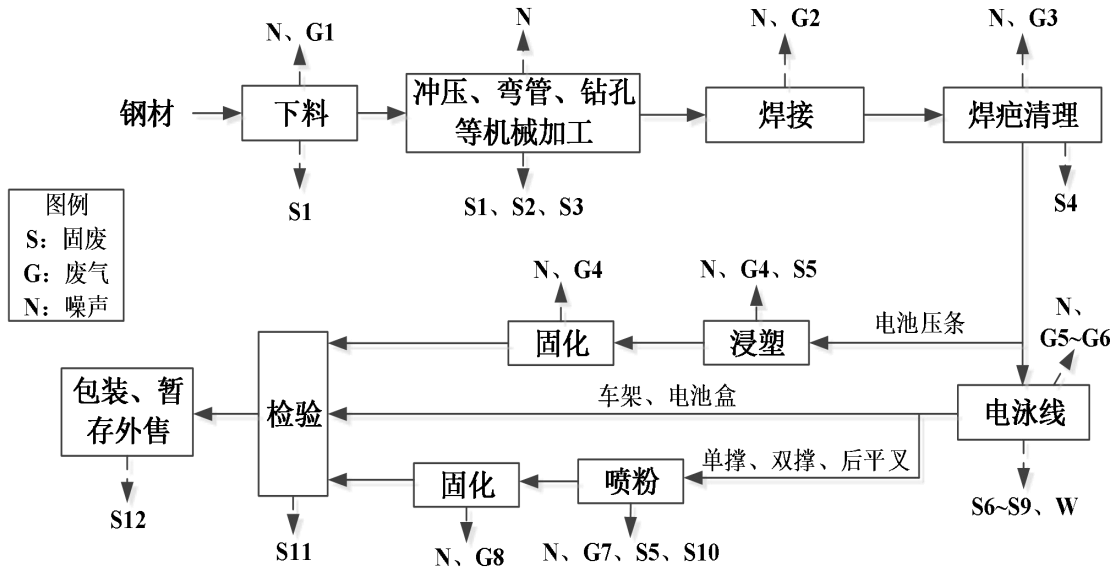 N、G1
N
N、G2
N、G3
钢材
下料
冲压、弯管、钻孔
等机械加工
焊接
焊疤清理
S1
S1、S2、S3
S4
图例
S：固废
G：废气
N：噪声
N、G4
N、G4、S5
电池压条
N、
G5~G6
固化
浸塑
包装、暂
存外售
检验
车架、电池盒
电泳线
单撑、双撑、后平叉
固化
喷粉
S6~S9、W
S12
S11
N、G8
N、G7、S5、S10